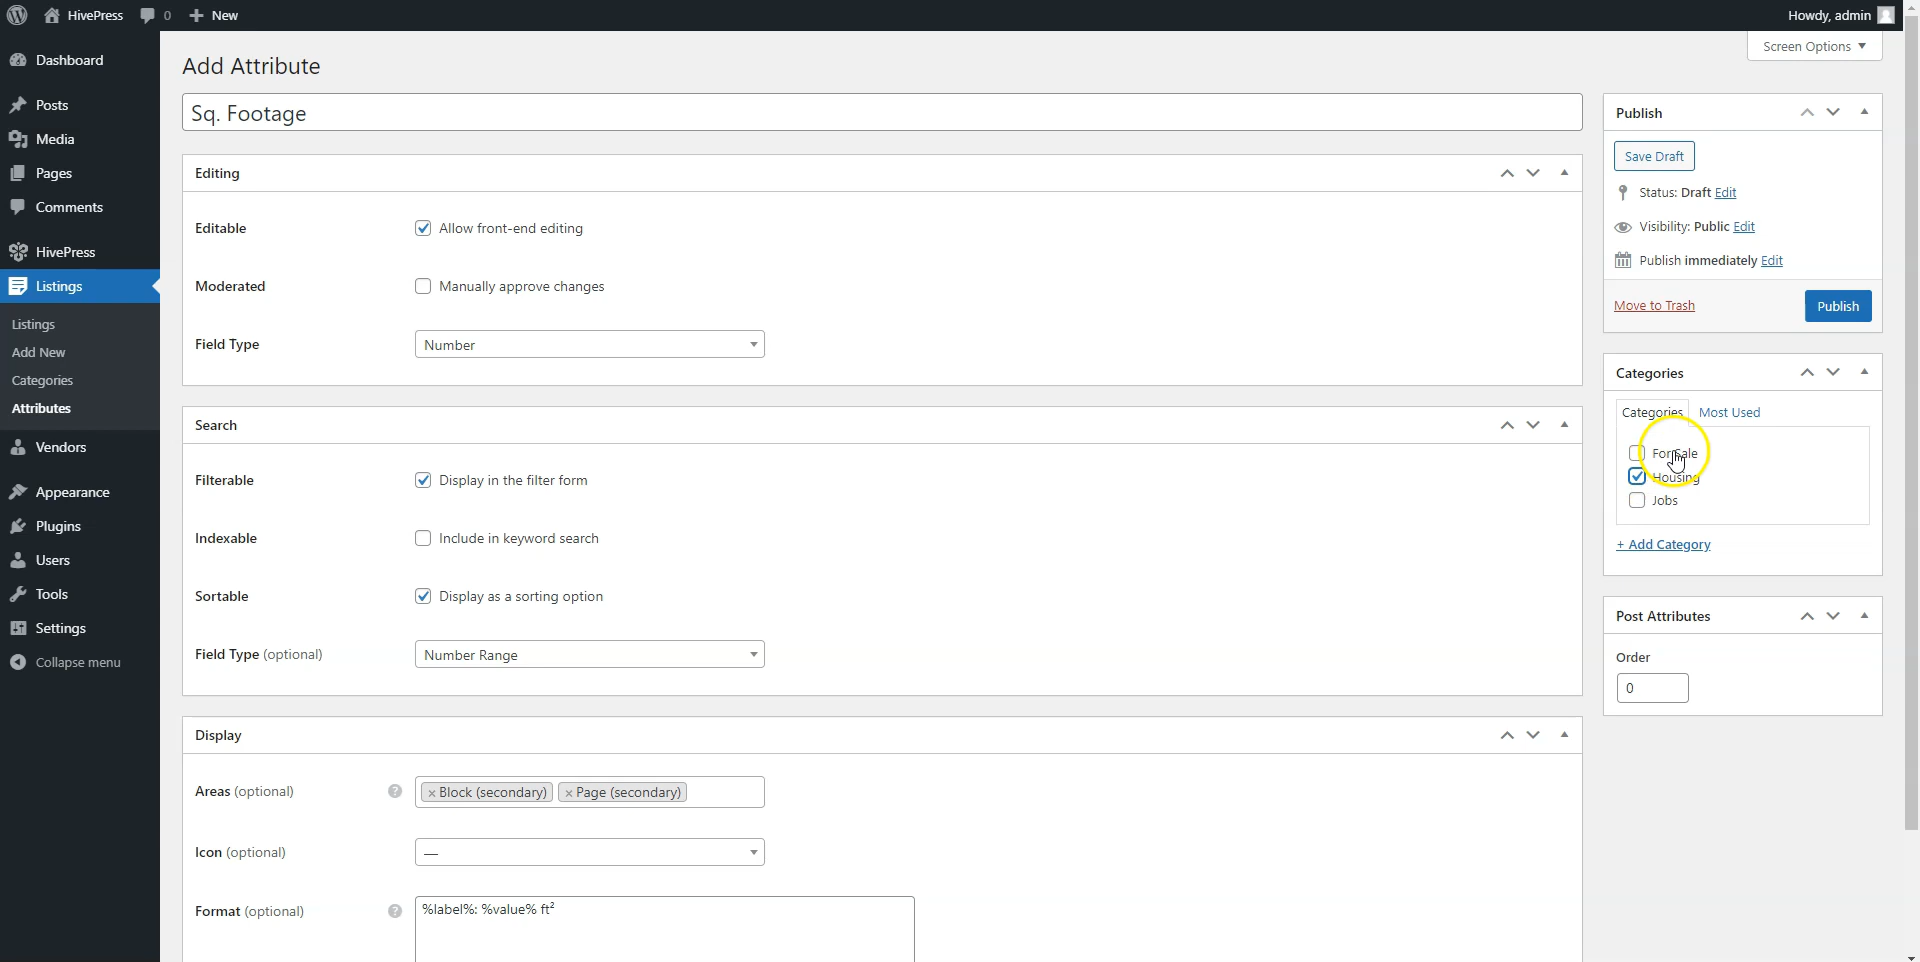 HivePress 0 New Howdy, admin
Screen Options
Dashboard
Posts
Media
Pages
Comments
HivePress
Listings
Listings
Add New
Categories
Attributes
Vendors
Appearance
Plugins
Users
Tools
Settings
Collapse menu
Add Attribute
Sq. Footage
Editing
Editable Allow front-end editing
Moderated Manually approve changes
Field Type Number
Search
Filterable Display in the filter form
Indexable Include in keyword search
Sortable Display as a sorting option
Field Type (optional) Number Range
Display
Areas (optional) ? × Block (secondary) × Page (secondary)
Icon (optional) —
Format (optional) ? %label%: %value% ft²
Publish
Save Draft
Status: Draft Edit
Visibility: Public Edit
Publish immediately Edit
Move to Trash Publish
Categories
Categories Most Used
For Sale
Housing
Jobs
+ Add Category
Post Attributes
Order
0